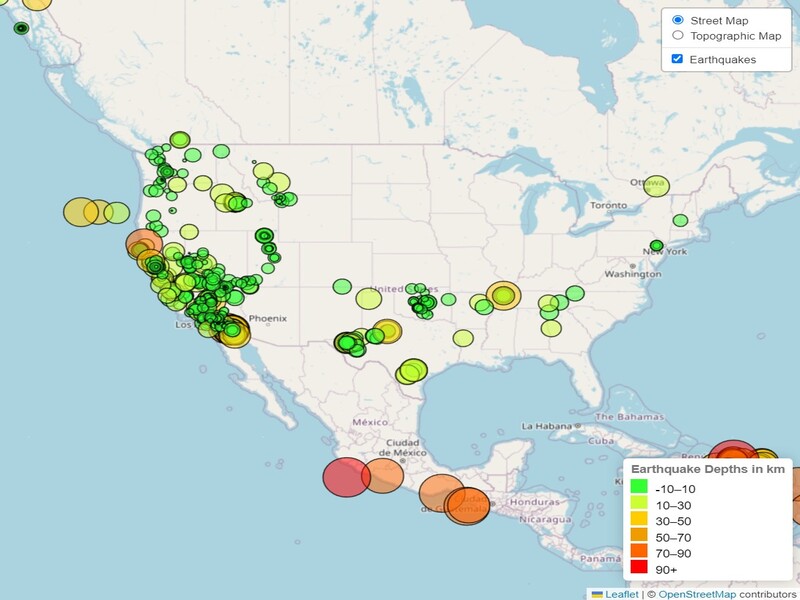 Street Map
Topographic Map
Earthquakes
Ottawa
Toronto
New York
Washington
United States
Phoenix
Los
México
Ciudad
de México
La Habana
The Bahamas
Cuba
Honduras
Nicaragua
Panamá
Earthquake Depths in km
-10–10
10–30
30–50
50–70
70–90
90+
Leaflet | © OpenStreetMap contributors